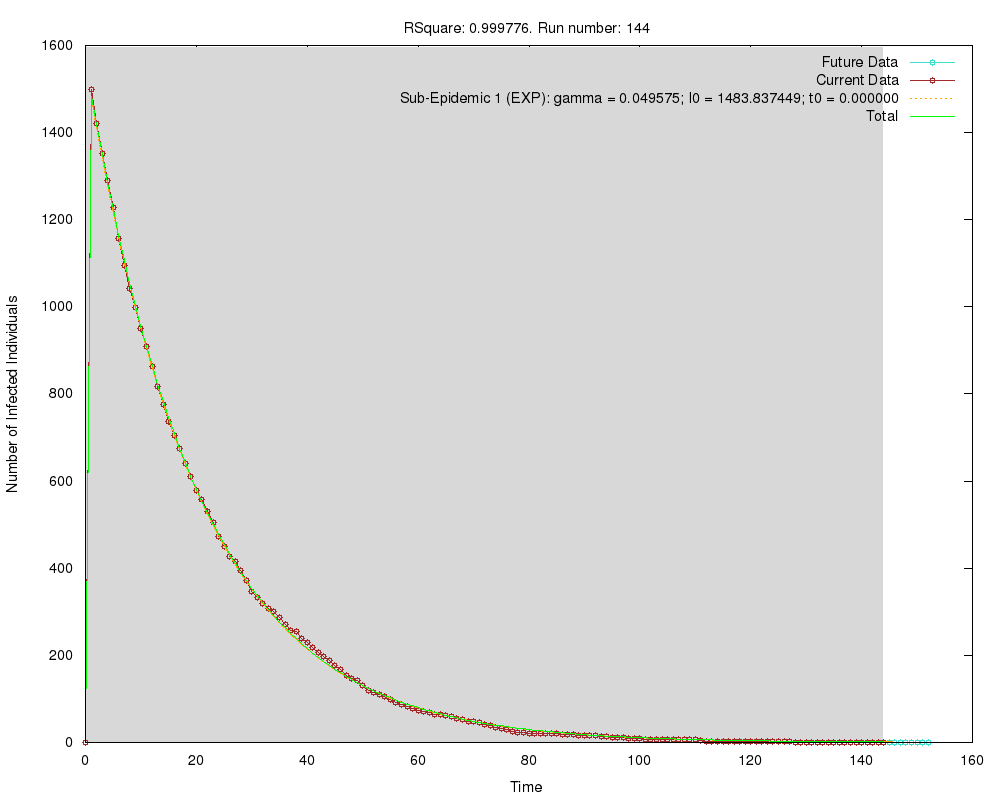 RSquare: 0.999776. Run number: 144
1600
1400
1200
1000
800
600
400
200
0
Future Data
Current Data
Sub-Epidemic 1 (EXP): gamma = 0.049575; I0 = 1483.837449; t0 = 0.000000
Total
Number of Infected Individuals
0 20 40 60 80 100 120 140 160
Time